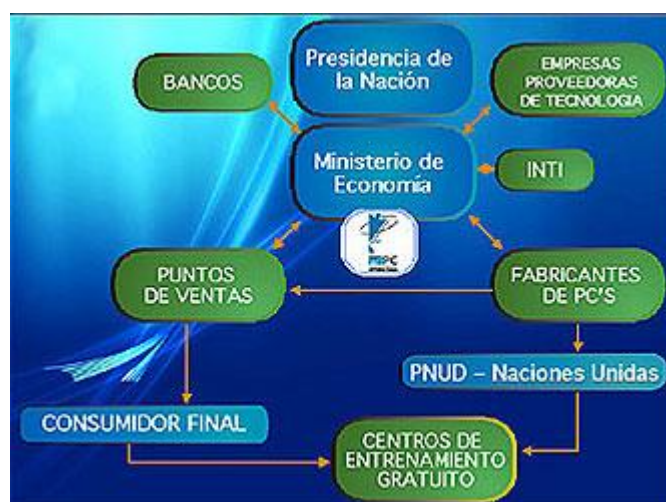 Presidencia de
la Nación
BANCOS
EMPRESAS
PROVEEDORAS
DE TECNOLOGIA
Ministerio de
Economía
INTI
PUNTOS
DE VENTAS
FABRICANTES
DE PC'S
PNUD – Naciones Unidas
CONSUMIDOR FINAL
CENTROS DE
ENTRENAMIENTO
GRATUITO